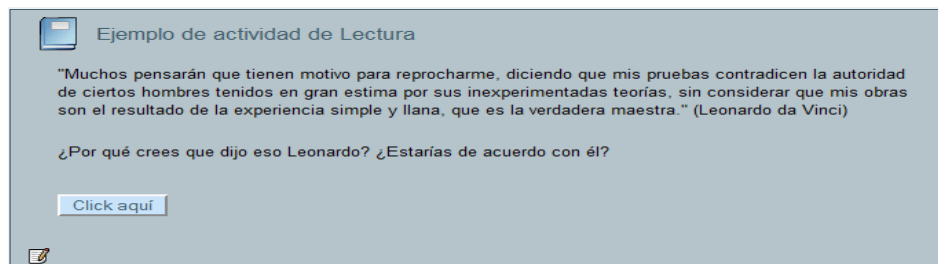 Ejemplo de actividad de Lectura
"Muchos pensarán que tienen motivo para reprocharme, diciendo que mis pruebas contradicen la autoridad
de ciertos hombres tenidos en gran estima por sus inexperimentadas teorías, sin considerar que mis obras
son el resultado de la experiencia simple y llana, que es la verdadera maestra." (Leonardo da Vinci)
¿Por qué crees que dijo eso Leonardo? ¿Estarías de acuerdo con él?
Click aquí